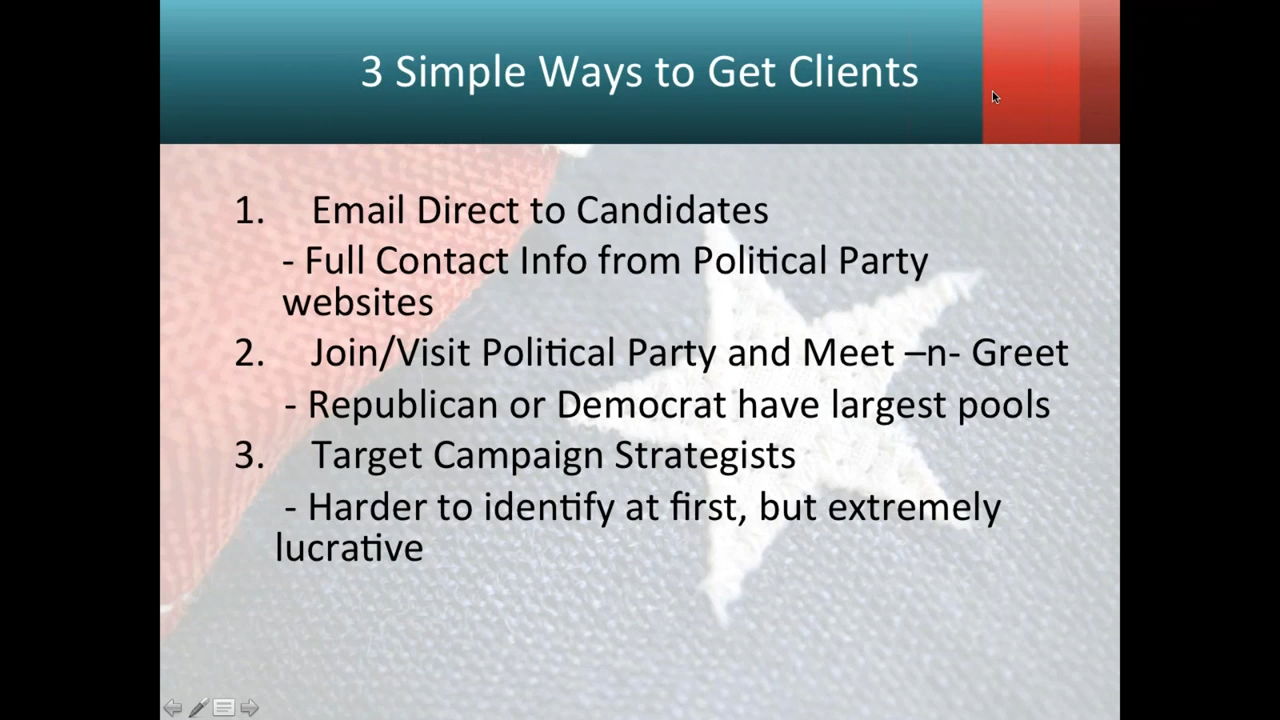 3 Simple Ways to Get Clients
1. Email Direct to Candidates
- Full Contact Info from Political Party
websites
2. Join/Visit Political Party and Meet –n- Greet
- Republican or Democrat have largest pools
3. Target Campaign Strategists
- Harder to identify at first, but extremely
lucrative